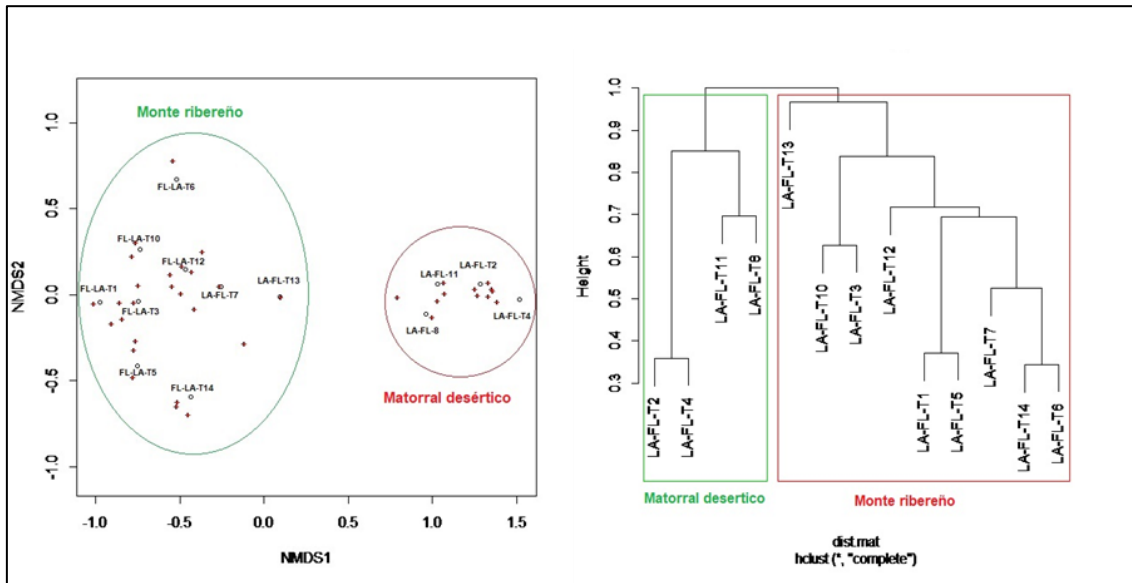 Monte ribereño
NMDS2
1.0
0.5
0.0
-0.5
-1.0
FL-LA-T6
FL-LA-T10
FL-LA-T12
FL-LA-T1
LA-FL-T7
LA-FL-T13
FL-LA-T3
FL-LA-T5
FL-LA-T14
LA-FL-11
LA-FL-T2
LA-FL-T4
LA-FL-8
Matorral desértico
-1.0 -0.5 0.0 0.5 1.0 1.5
NMDS1
Height
1.0
0.9
0.8
0.7
0.6
0.5
0.4
0.3
LA-FL-T2
LA-FL-T4
LA-FL-T11
LA-FL-T8
LA-FL-T13
LA-FL-T10
LA-FL-T3
LA-FL-T12
LA-FL-T1
LA-FL-T5
LA-FL-T7
LA-FL-T14
LA-FL-T6
Matorral desertico
Monte ribereño
dist.mat
hclust (*, "complete")